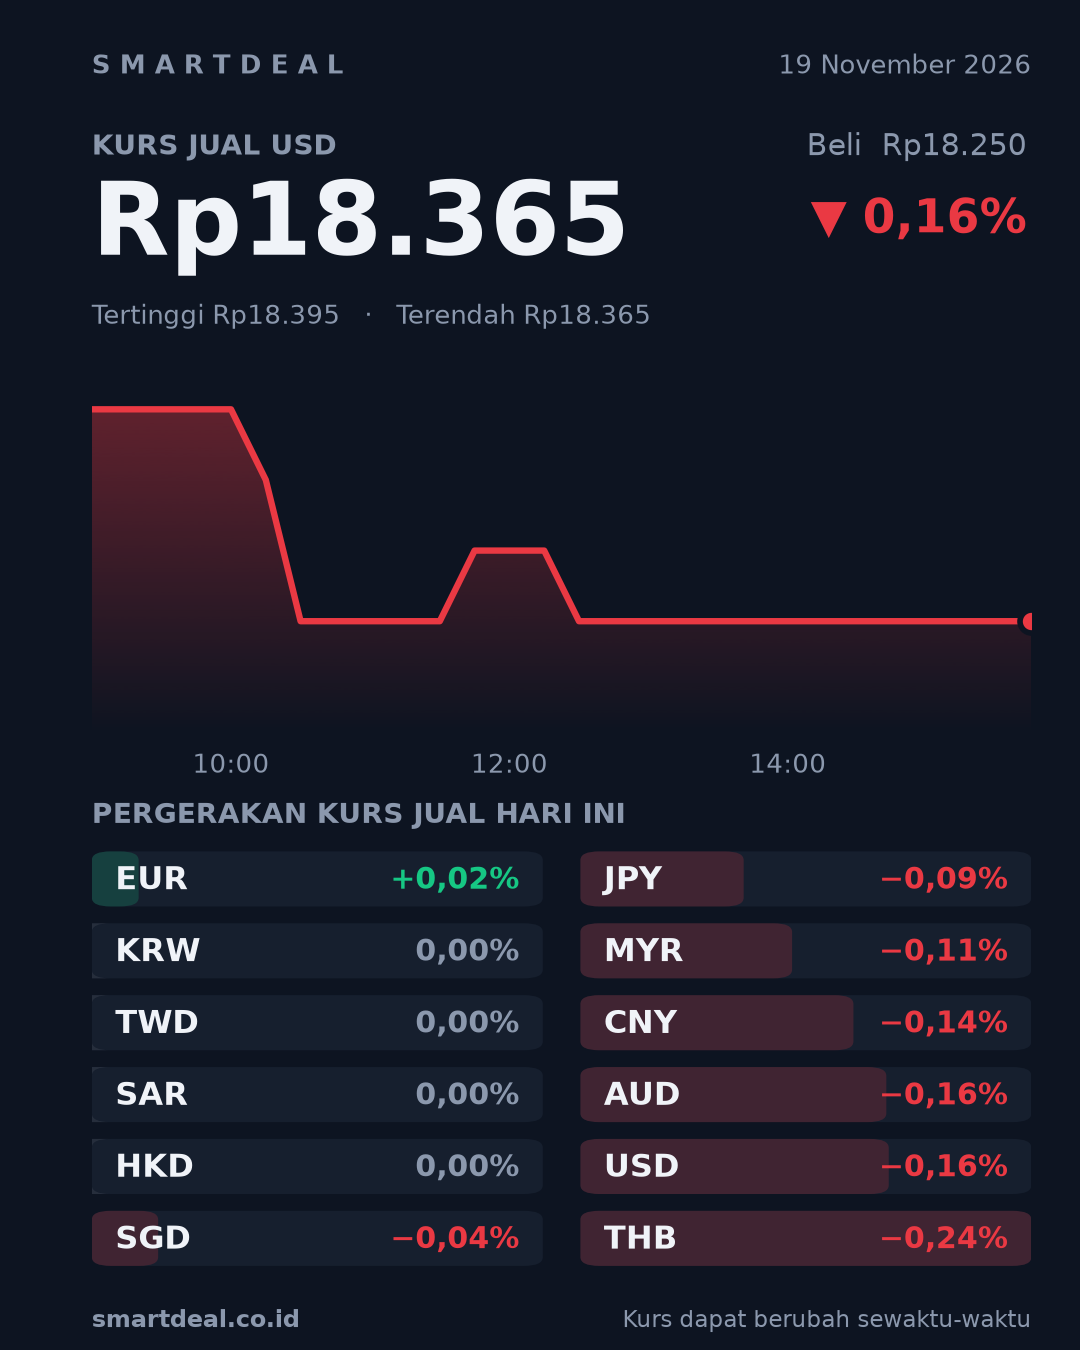 SMARTDEAL
19 November 2026
KURS JUAL USD
Beli Rp18.250
Rp18.365
▼ 0,16%
Tertinggi Rp18.395 · Terendah Rp18.365
10:00 12:00 14:00
PERGERAKAN KURS JUAL HARI INI
EUR +0,02%
JPY −0,09%
KRW 0,00%
MYR −0,11%
TWD 0,00%
CNY −0,14%
SAR 0,00%
AUD −0,16%
HKD 0,00%
USD −0,16%
SGD −0,04%
THB −0,24%
smartdeal.co.id
Kurs dapat berubah sewaktu-waktu